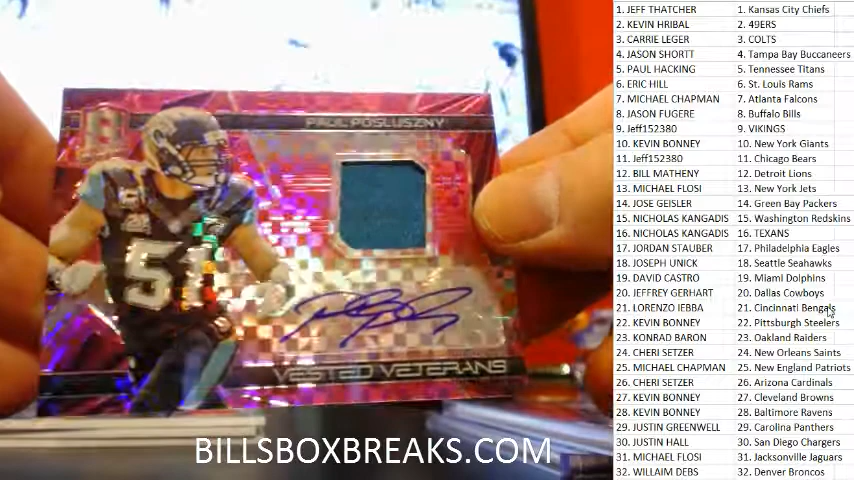 PAUL POSLUSZNY
51
VESTED VETERANS
BILLSBOXBREAKS.COM
1. JEFF THATCHER 1. Kansas City Chiefs
2. KEVIN HRIBAL 2. 49ERS
3. CARRIE LEGER 3. COLTS
4. JASON SHORTT 4. Tampa Bay Buccaneers
5. PAUL HACKING 5. Tennessee Titans
6. ERIC HILL 6. St. Louis Rams
7. MICHAEL CHAPMAN 7. Atlanta Falcons
8. JASON FUGERE 8. Buffalo Bills
9. Jeff152380 9. VIKINGS
10. KEVIN BONNEY 10. New York Giants
11. Jeff152380 11. Chicago Bears
12. BILL MATHENY 12. Detroit Lions
13. MICHAEL FLOSI 13. New York Jets
14. JOSE GEISLER 14. Green Bay Packers
15. NICHOLAS KANGADIS 15. Washington Redskins
16. NICHOLAS KANGADIS 16. TEXANS
17. JORDAN STAUBER 17. Philadelphia Eagles
18. JOSEPH UNICK 18. Seattle Seahawks
19. DAVID CASTRO 19. Miami Dolphins
20. JEFFREY GERHART 20. Dallas Cowboys
21. LORENZO IEBBA 21. Cincinnati Bengals
22. KEVIN BONNEY 22. Pittsburgh Steelers
23. KONRAD BARON 23. Oakland Raiders
24. CHERI SETZER 24. New Orleans Saints
25. MICHAEL CHAPMAN 25. New England Patriots
26. CHERI SETZER 26. Arizona Cardinals
27. KEVIN BONNEY 27. Cleveland Browns
28. KEVIN BONNEY 28. Baltimore Ravens
29. JUSTIN GREENWELL 29. Carolina Panthers
30. JUSTIN HALL 30. San Diego Chargers
31. MICHAEL FLOSI 31. Jacksonville Jaguars
32. WILLAIM DEBS 32. Denver Broncos